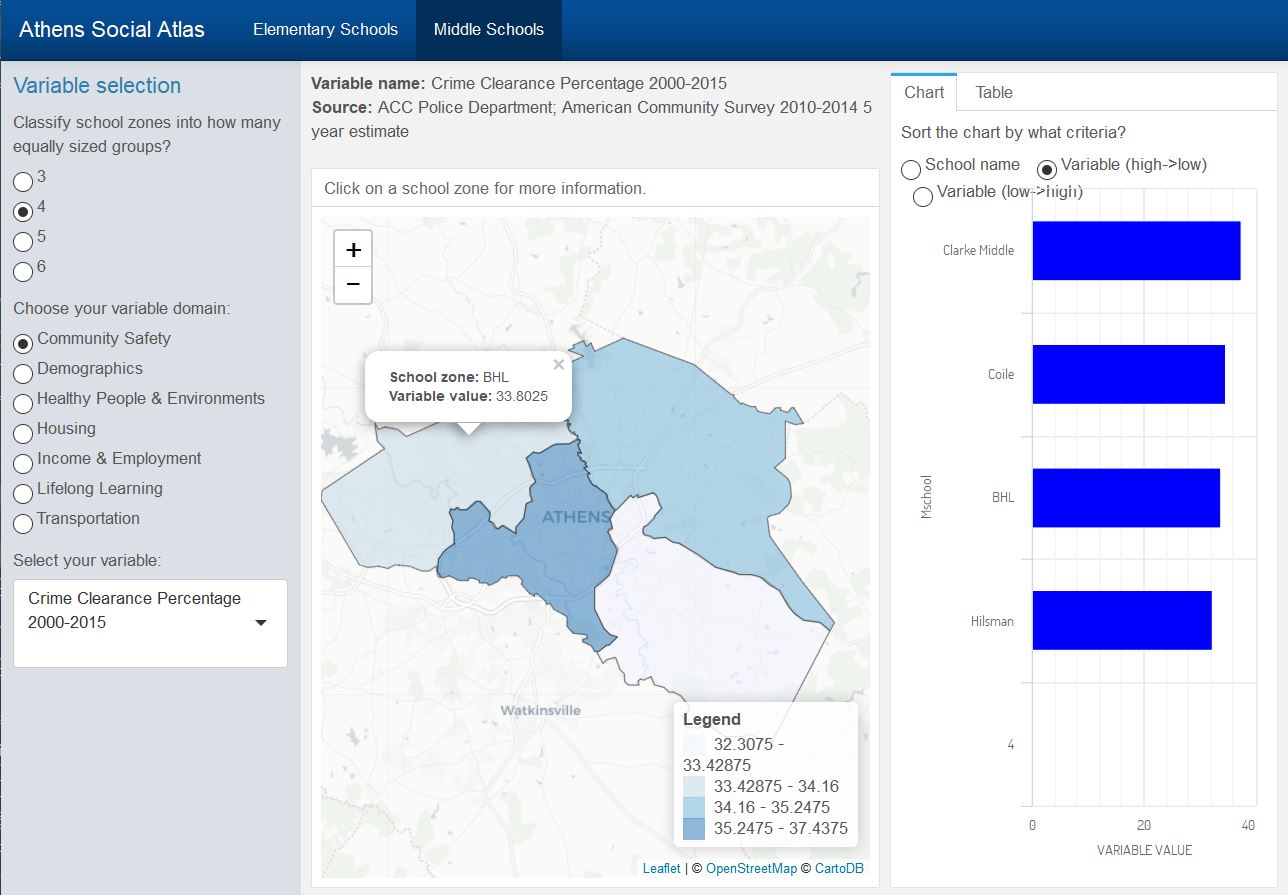 Athens Social Atlas
Elementary Schools
Middle Schools
Variable selection
Classify school zones into how many
equally sized groups?
3
4
5
6
Choose your variable domain:
Community Safety
Demographics
Healthy People & Environments
Housing
Income & Employment
Lifelong Learning
Transportation
Select your variable:
Crime Clearance Percentage
2000-2015
Variable name: Crime Clearance Percentage 2000-2015
Source: ACC Police Department; American Community Survey 2010-2014 5
year estimate
Click on a school zone for more information.
+
−
School zone: BHL
Variable value: 33.8025
×
ATHENS
Watkinsville
Legend
32.3075 -
33.42875
33.42875 - 34.16
34.16 - 35.2475
35.2475 - 37.4375
Leaflet | © OpenStreetMap © CartoDB
Chart
Table
Sort the chart by what criteria?
School name
Variable (high->low)
Variable (low->high)
Clarke Middle
Coile
BHL
Hilsman
4
Mschool
0 20 40
VARIABLE VALUE